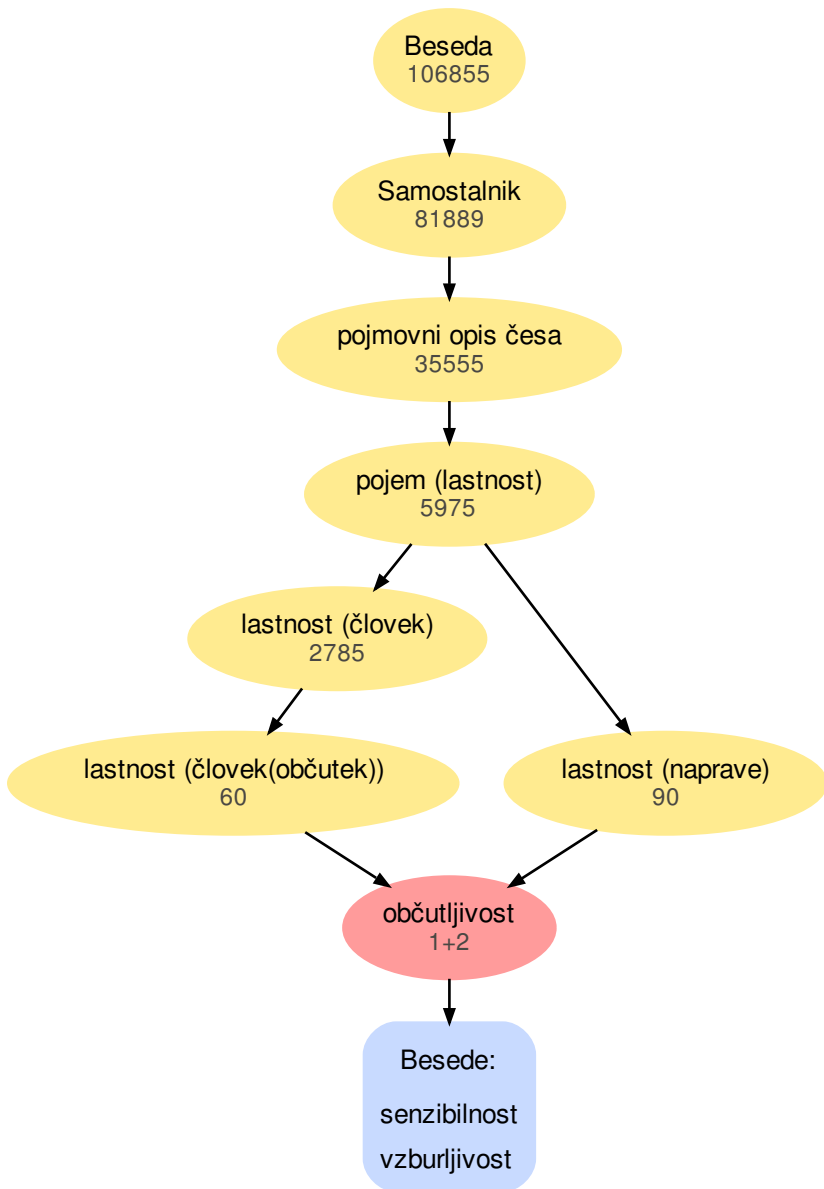 Beseda
106855
Samostalnik
81889
pojmovni opis česa
35555
pojem (lastnost)
5975
lastnost (človek)
2785
lastnost (človek(občutek))
60
lastnost (naprave)
90
občutljivost
1+2
Besede:
senzibilnost
vzburljivost